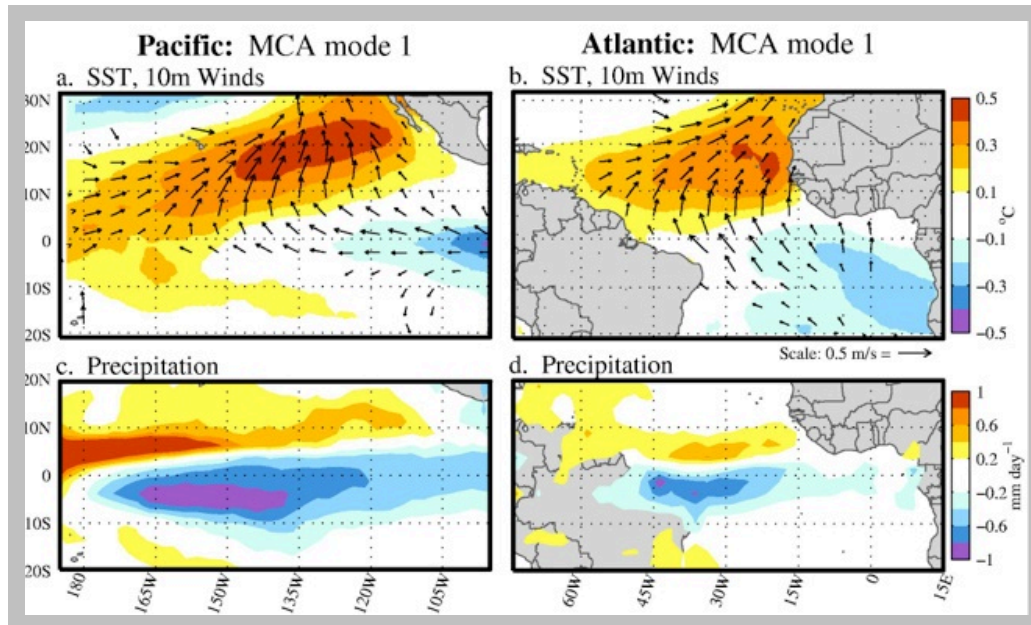 Pacific: MCA mode 1
Atlantic: MCA mode 1
a. SST, 10m Winds
b. SST, 10m Winds
30N
20N
10N
0
10S
20S
0.5
0.3
0.1
°C
−0.1
−0.3
−0.5
Scale: 0.5 m/s =
c. Precipitation
d. Precipitation
20N
10N
0
10S
20S
1
0.6
0.2
mm day−1
−0.2
−0.6
−1
180
165W
150W
135W
120W
105W
60W
45W
30W
15W
0
15E